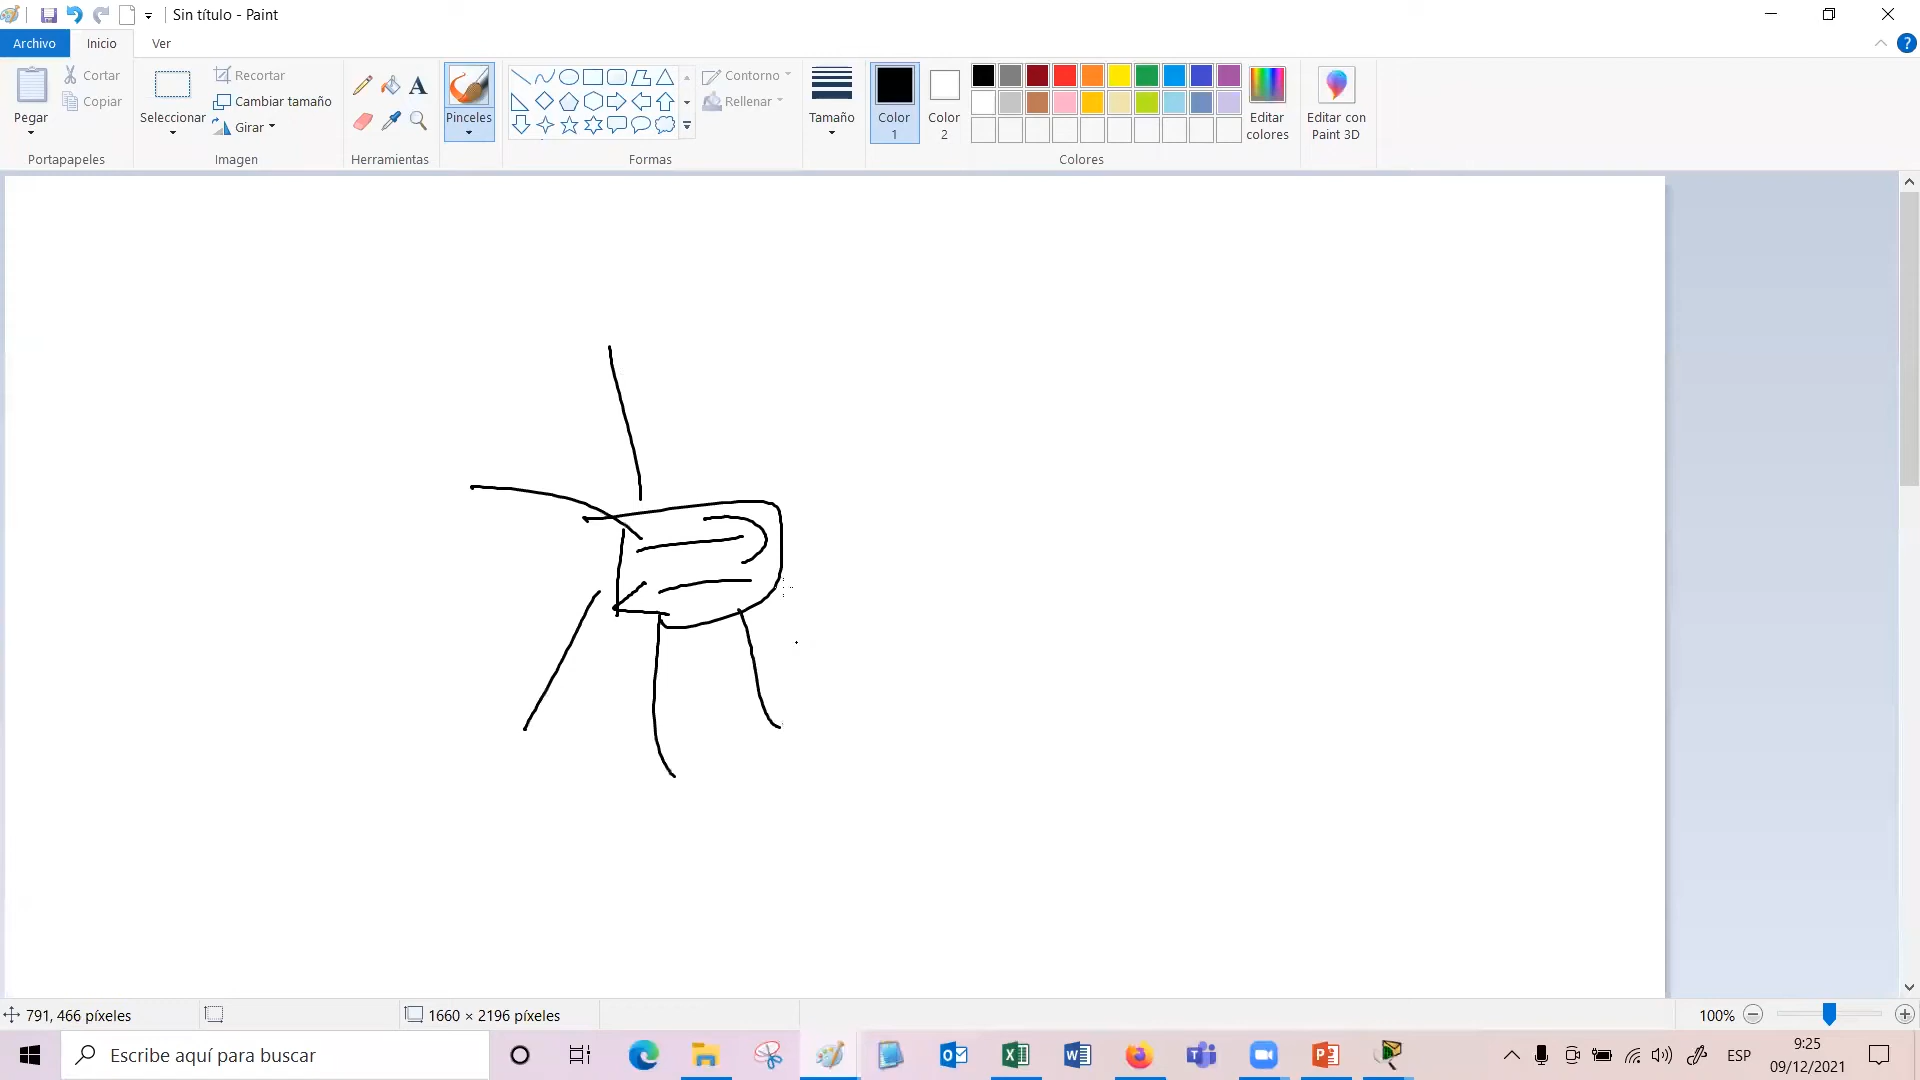 Sin título - Paint
Archivo Inicio Ver
Pegar
Cortar
Copiar
Portapapeles
Seleccionar
Recortar
Cambiar tamaño
Girar
Imagen
A
Herramientas
Pinceles
Formas
Contorno
Rellenar
Tamaño
Color
1
Color
2
Editar
colores
Colores
Editar con
Paint 3D
791, 466 píxeles
1660 × 2196 píxeles
100%
Escribe aquí para buscar
ESP
9:25
09/12/2021